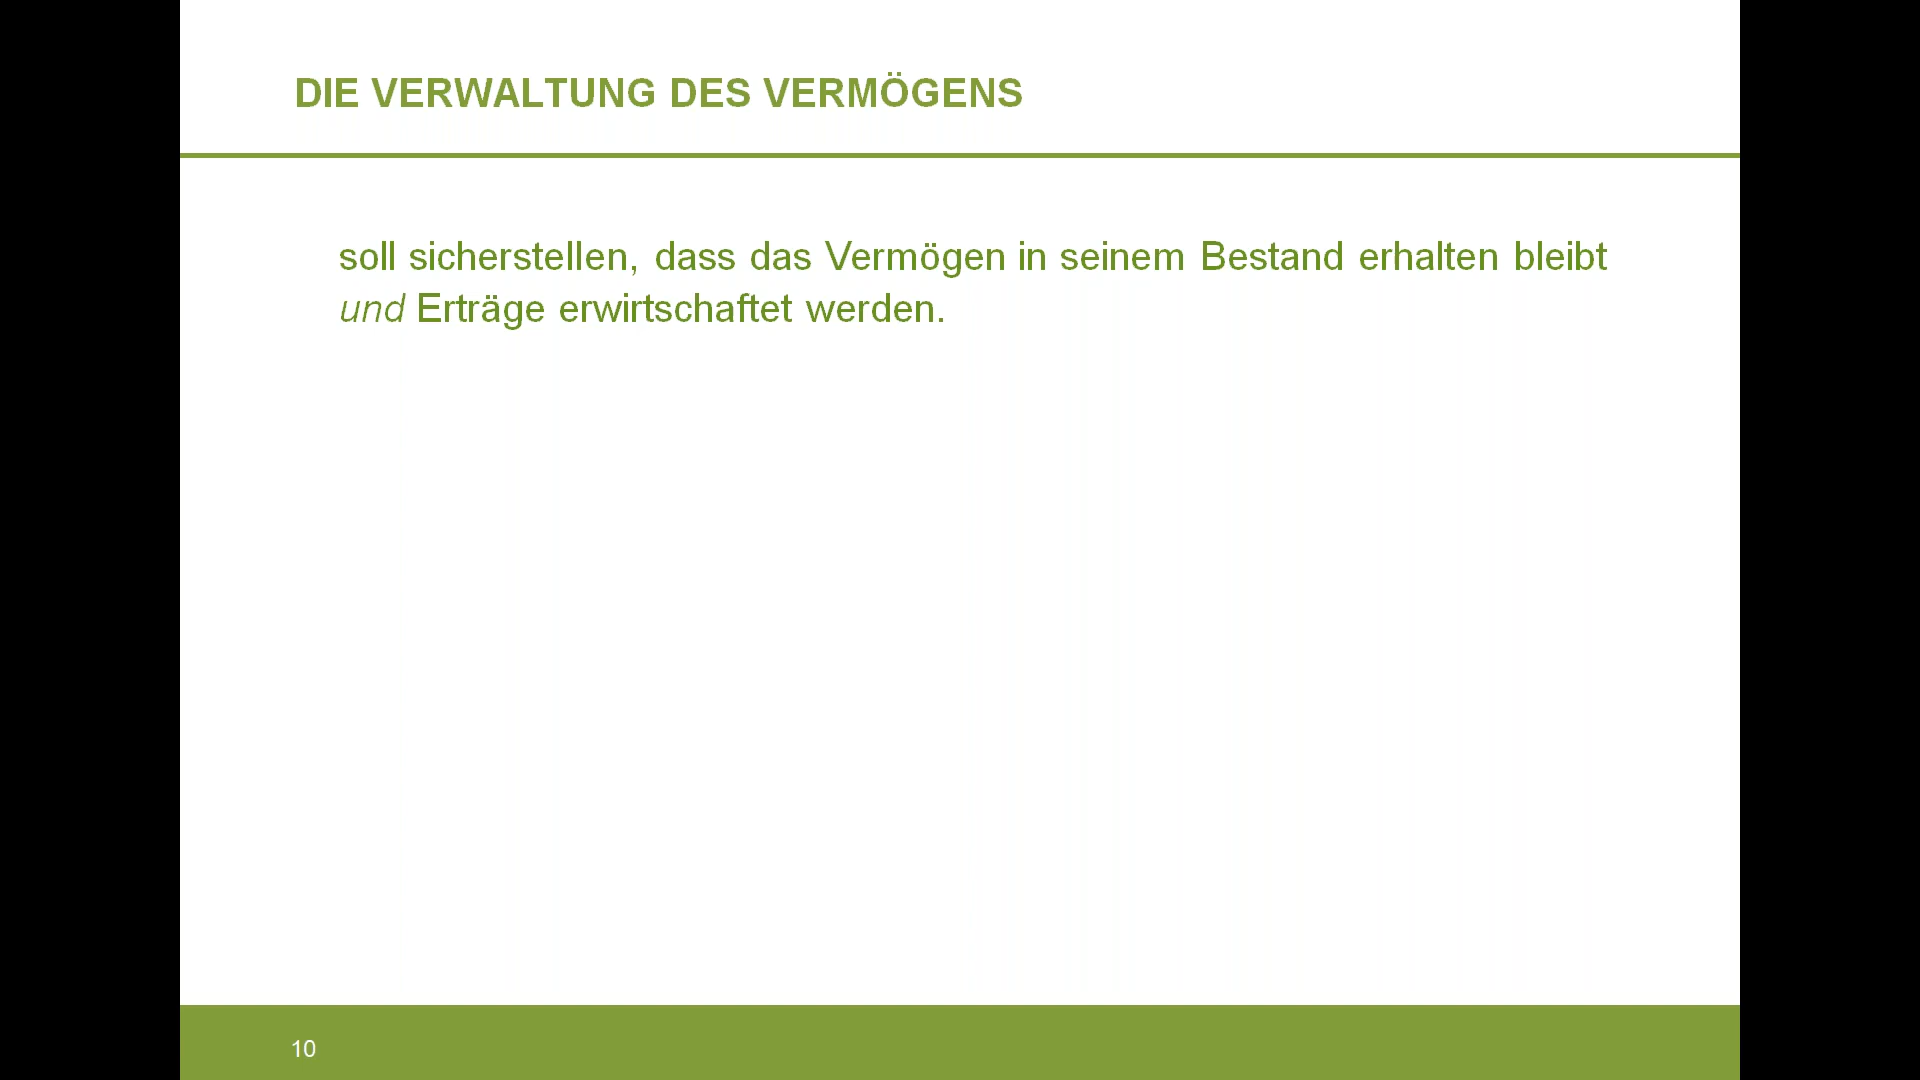 DIE VERWALTUNG DES VERMÖGENS
soll sicherstellen, dass das Vermögen in seinem Bestand erhalten bleibt
und Erträge erwirtschaftet werden.
10